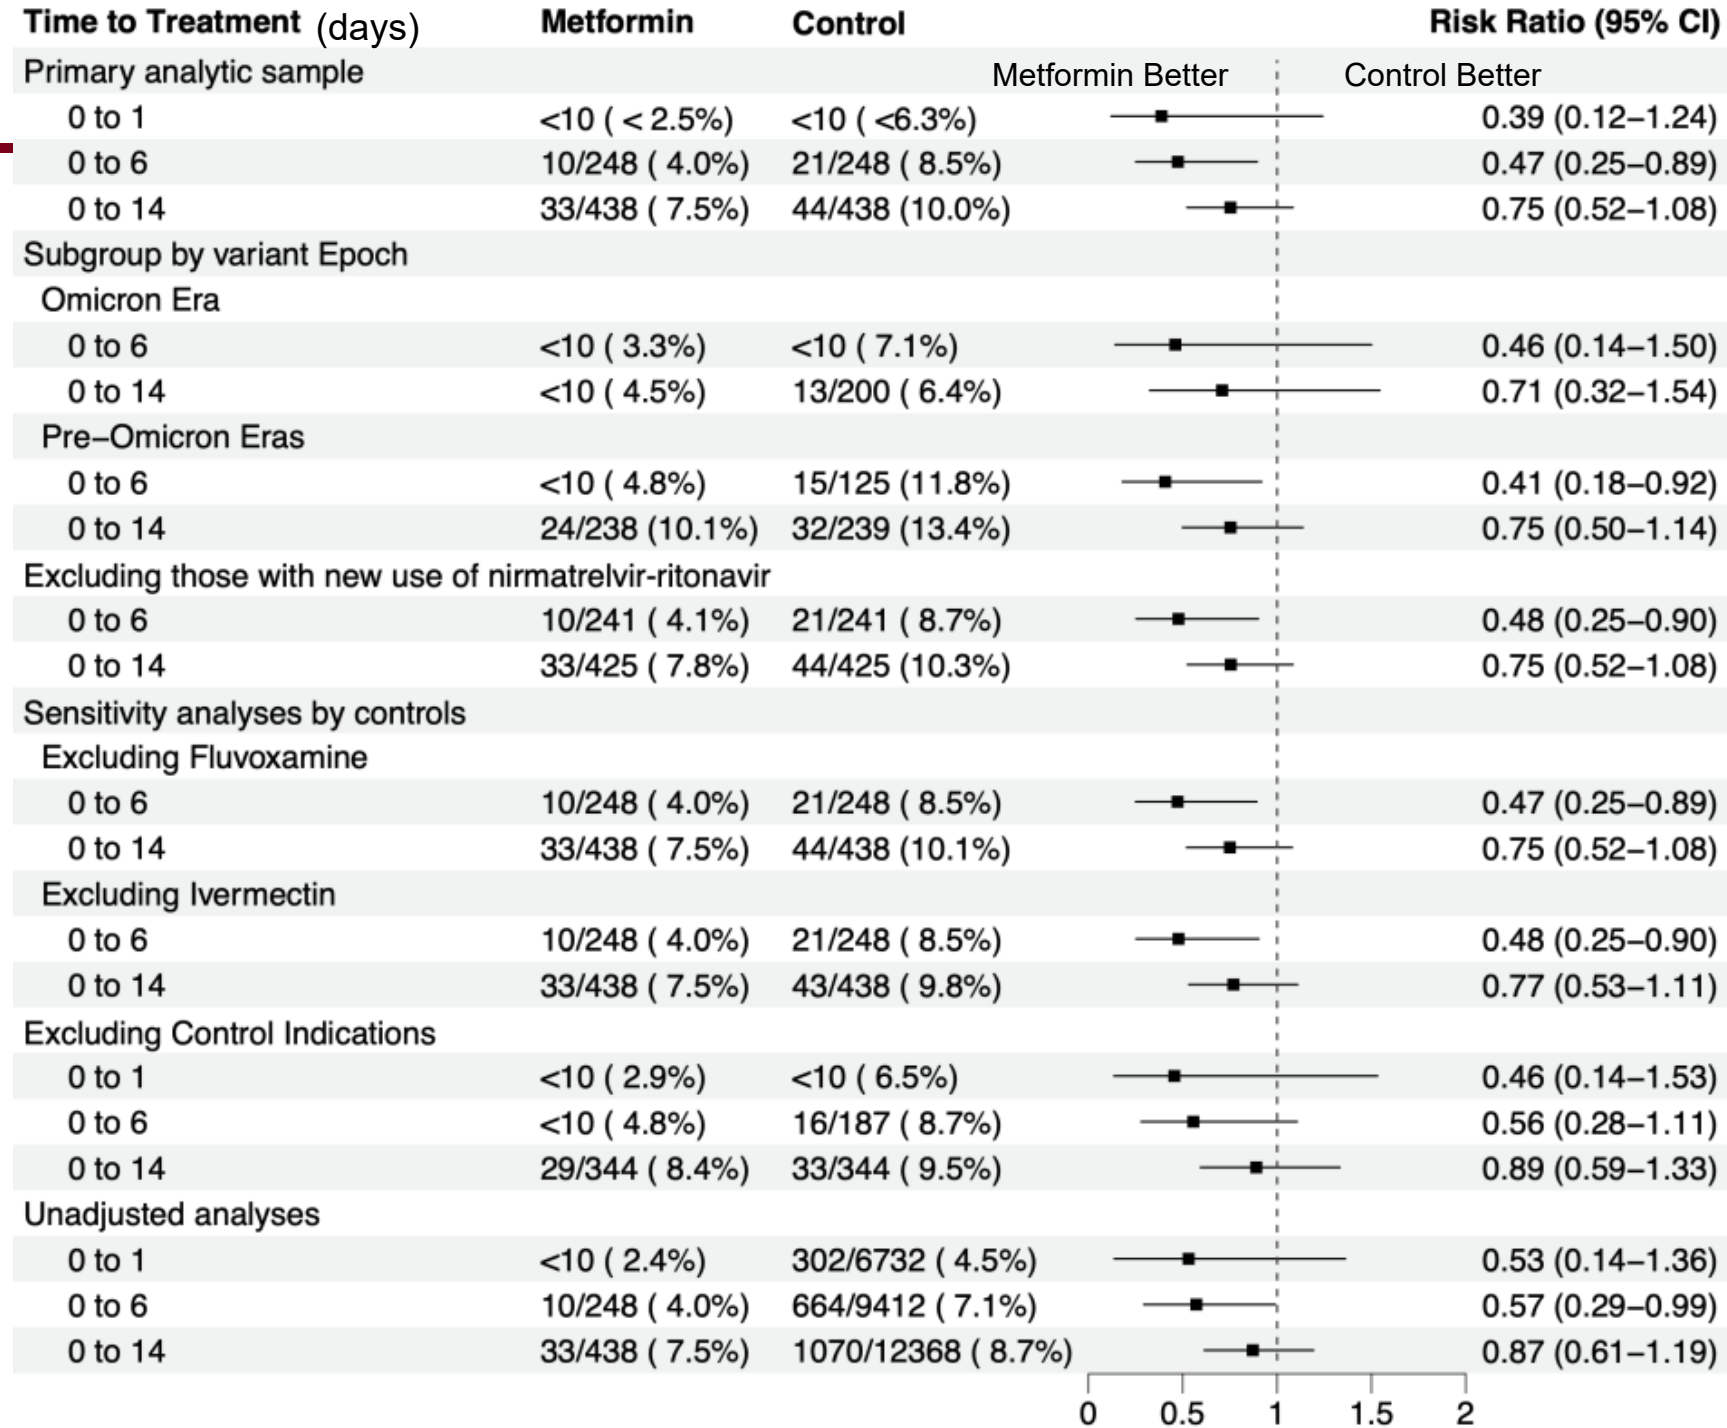 Time to Treatment (days) Metformin Control Risk Ratio (95% CI)
Primary analytic sample Metformin Better Control Better
0 to 1 <10 ( < 2.5%) <10 ( <6.3%) 0.39 (0.12–1.24)
0 to 6 10/248 ( 4.0%) 21/248 ( 8.5%) 0.47 (0.25–0.89)
0 to 14 33/438 ( 7.5%) 44/438 (10.0%) 0.75 (0.52–1.08)
Subgroup by variant Epoch
Omicron Era
0 to 6 <10 ( 3.3%) <10 ( 7.1%) 0.46 (0.14–1.50)
0 to 14 <10 ( 4.5%) 13/200 ( 6.4%) 0.71 (0.32–1.54)
Pre–Omicron Eras
0 to 6 <10 ( 4.8%) 15/125 (11.8%) 0.41 (0.18–0.92)
0 to 14 24/238 (10.1%) 32/239 (13.4%) 0.75 (0.50–1.14)
Excluding those with new use of nirmatrelvir-ritonavir
0 to 6 10/241 ( 4.1%) 21/241 ( 8.7%) 0.48 (0.25–0.90)
0 to 14 33/425 ( 7.8%) 44/425 (10.3%) 0.75 (0.52–1.08)
Sensitivity analyses by controls
Excluding Fluvoxamine
0 to 6 10/248 ( 4.0%) 21/248 ( 8.5%) 0.47 (0.25–0.89)
0 to 14 33/438 ( 7.5%) 44/438 (10.1%) 0.75 (0.52–1.08)
Excluding Ivermectin
0 to 6 10/248 ( 4.0%) 21/248 ( 8.5%) 0.48 (0.25–0.90)
0 to 14 33/438 ( 7.5%) 43/438 ( 9.8%) 0.77 (0.53–1.11)
Excluding Control Indications
0 to 1 <10 ( 2.9%) <10 ( 6.5%) 0.46 (0.14–1.53)
0 to 6 <10 ( 4.8%) 16/187 ( 8.7%) 0.56 (0.28–1.11)
0 to 14 29/344 ( 8.4%) 33/344 ( 9.5%) 0.89 (0.59–1.33)
Unadjusted analyses
0 to 1 <10 ( 2.4%) 302/6732 ( 4.5%) 0.53 (0.14–1.36)
0 to 6 10/248 ( 4.0%) 664/9412 ( 7.1%) 0.57 (0.29–0.99)
0 to 14 33/438 ( 7.5%) 1070/12368 ( 8.7%) 0.87 (0.61–1.19)
0 0.5 1 1.5 2